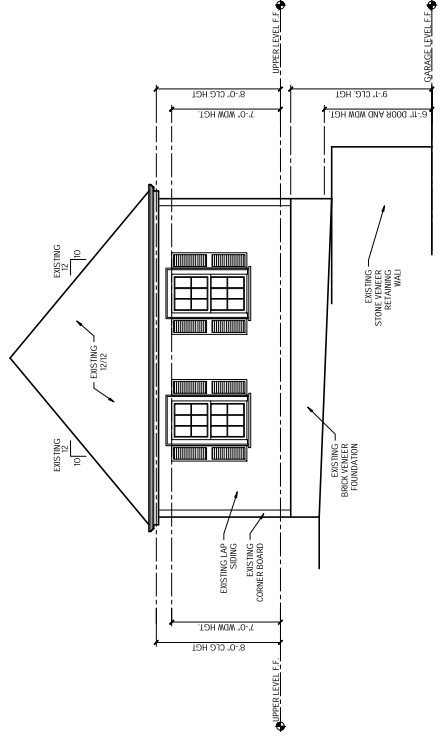 EXISTING
12
10
EXISTING
12
10
EXISTING
12/12
UPPER LEVEL F.F.
8'-0" CLG HGT
7'-0" WDW HGT.
UPPER LEVEL F.F.
8'-0" CLG HGT
7'-0" WDW HGT.
9'-1" CLG. HGT
6'-11" DOOR AND WDW HGT.
GARAGE LEVEL F.F.
EXISTING LAP
SIDING
EXISTING
CORNER BOARD
EXISTING
BRICK VENEER
FOUNDATION
EXISTING
STONE VENEER
RETAINING
WALL